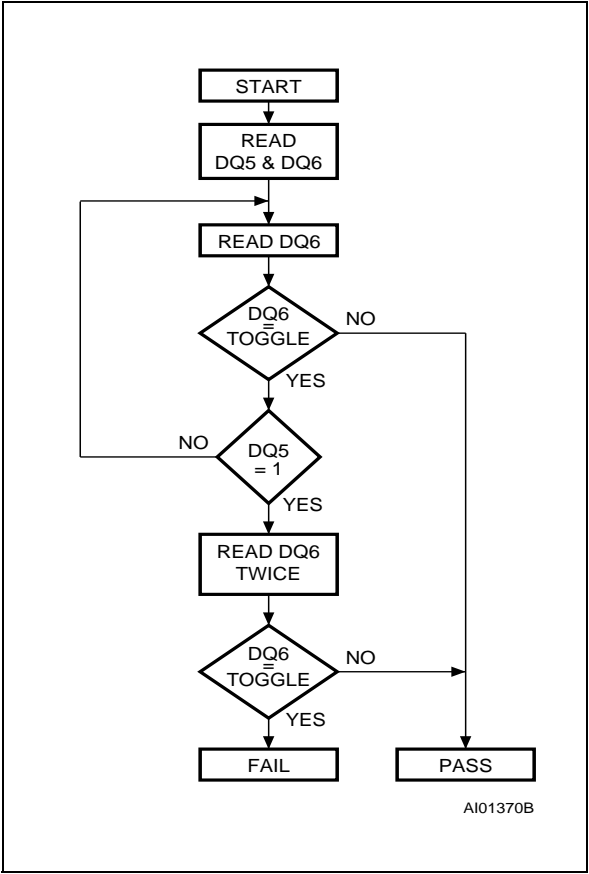 START
READ
DQ5 & DQ6
READ DQ6
DQ6
=
TOGGLE
NO
YES
NO
DQ5
= 1
YES
READ DQ6
TWICE
DQ6
=
TOGGLE
NO
YES
FAIL
PASS
AI01370B